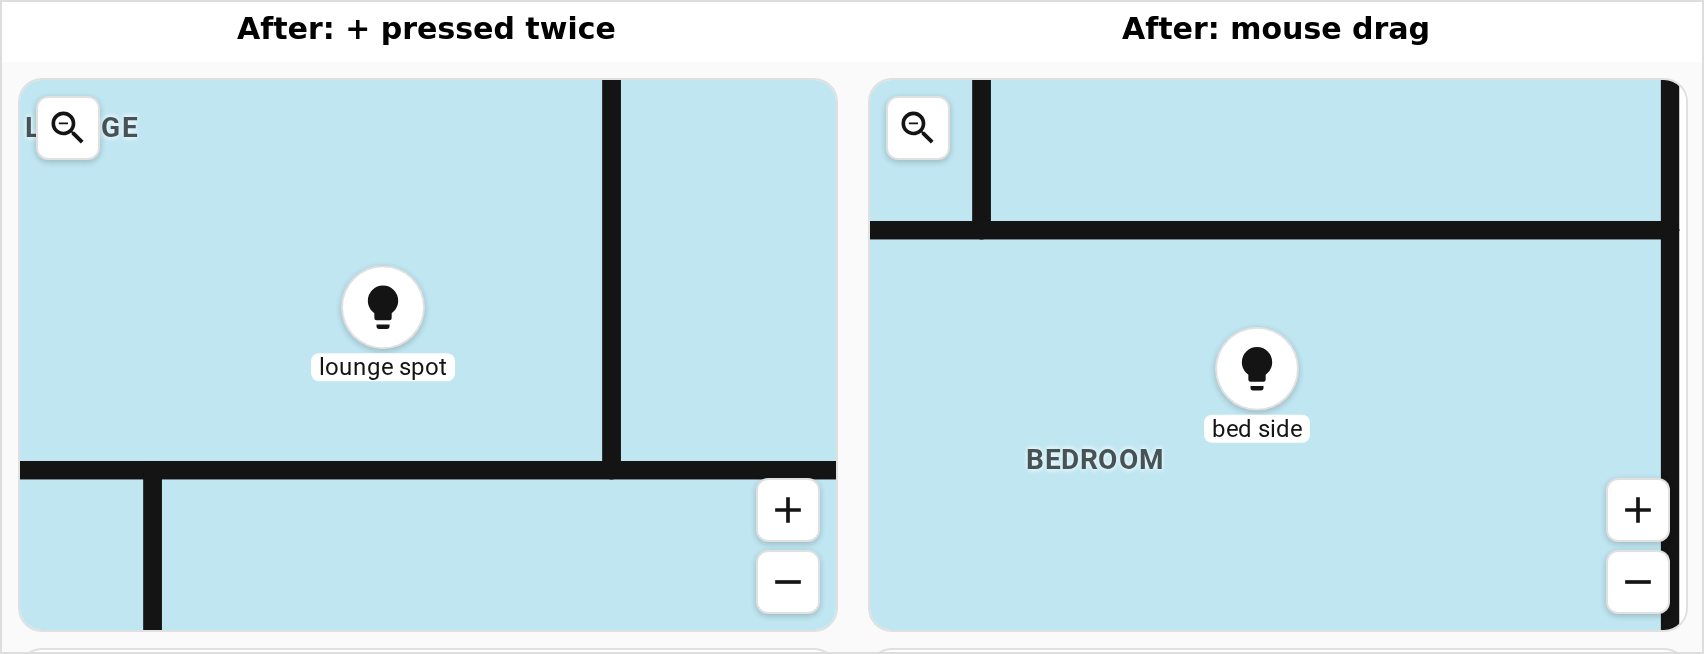 After: + pressed twice
After: mouse drag
L GE
lounge spot
bed side
BEDROOM